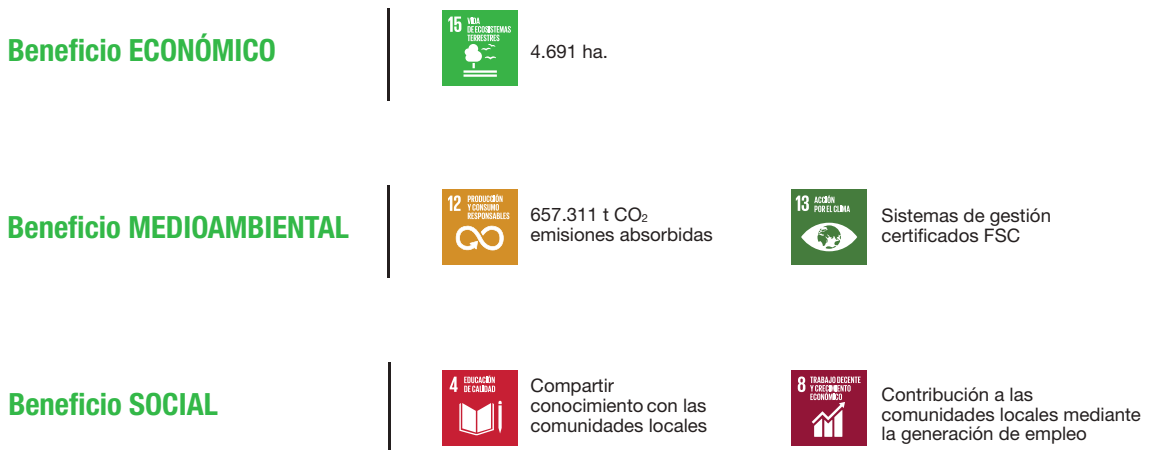 Beneficio ECONÓMICO
15 VIDA
DE ECOSISTEMAS
TERRESTRES
4.691 ha.
Beneficio MEDIOAMBIENTAL
12 PRODUCCIÓN
Y CONSUMO
RESPONSABLES
657.311 t CO₂
emisiones absorbidas
13 ACCIÓN
POR EL CLIMA
Sistemas de gestión
certificados FSC
Beneficio SOCIAL
4 EDUCACIÓN
DE CALIDAD
Compartir
conocimiento con las
comunidades locales
8 TRABAJO DECENTE
Y CRECIMIENTO
ECONÓMICO
Contribución a las
comunidades locales mediante
la generación de empleo